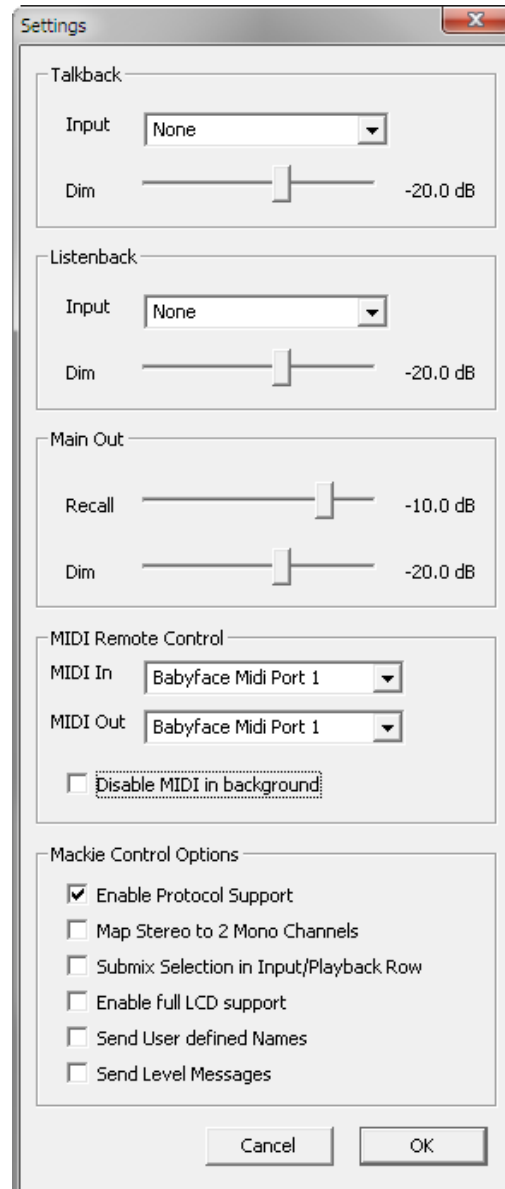 Settings
Talkback
Input None
Dim -20.0 dB
Listenback
Input None
Dim -20.0 dB
Main Out
Recall -10.0 dB
Dim -20.0 dB
MIDI Remote Control
MIDI In Babyface Midi Port 1
MIDI Out Babyface Midi Port 1
Disable MIDI in background
Mackie Control Options
Enable Protocol Support
Map Stereo to 2 Mono Channels
Submix Selection in Input/Playback Row
Enable full LCD support
Send User defined Names
Send Level Messages
Cancel OK